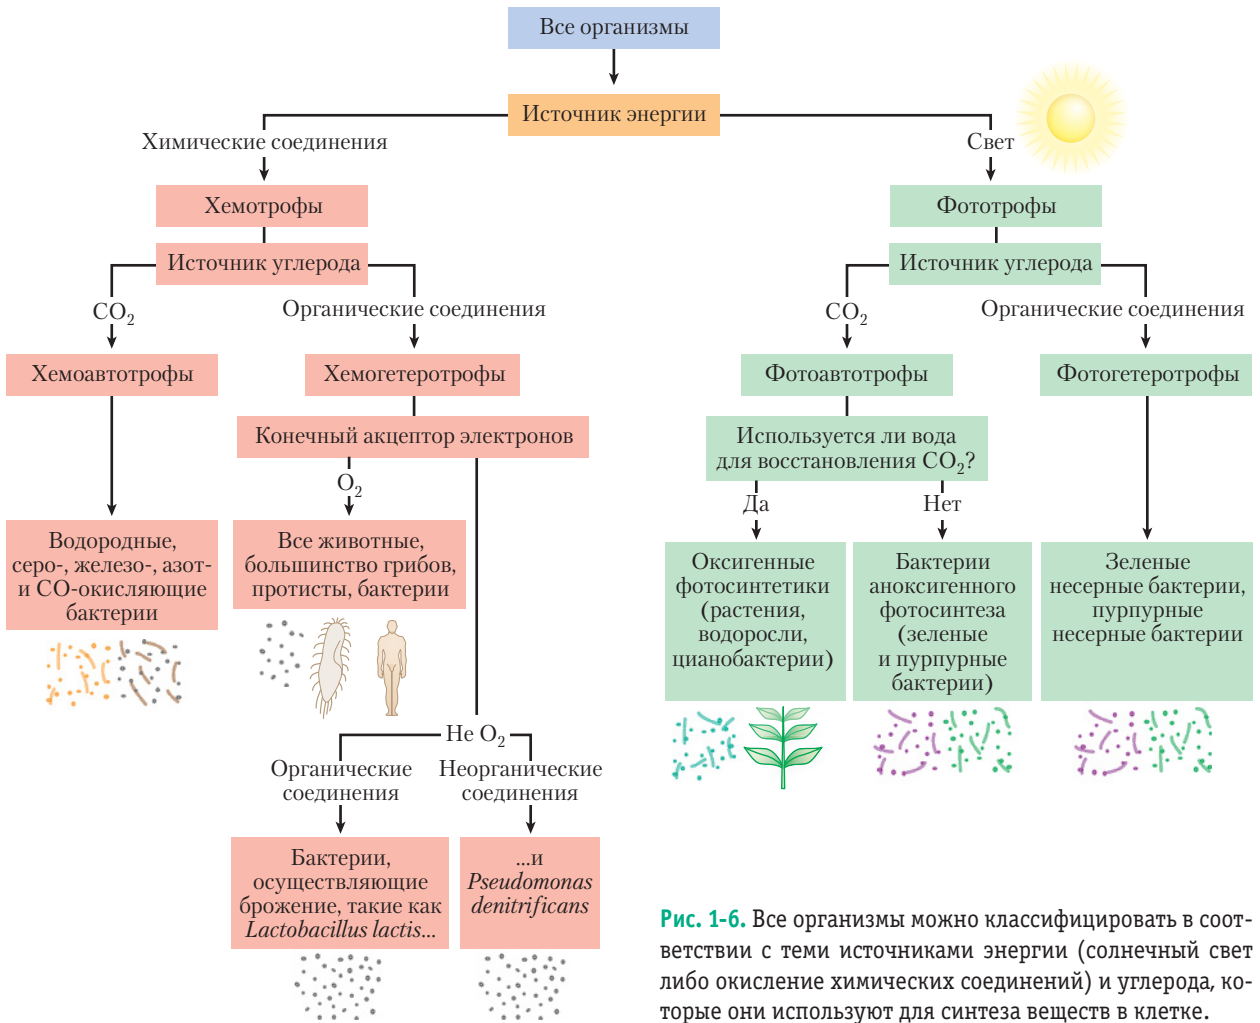 Все организмы
Источник энергии
Химические соединения
Свет
Хемотрофы
Фототрофы
Источник углерода
Источник углерода
CO₂
Органические соединения
CO₂
Органические соединения
Хемоавтотрофы
Хемогетеротрофы
Фотоавтотрофы
Фотогетеротрофы
Конечный акцептор электронов
Используется ли вода
для восстановления CO₂?
O₂
Да
Нет
Водородные,
серо-, железо-, азот-
и СО-окисляющие
бактерии
Все животные,
большинство грибов,
протисты, бактерии
Оксигенные
фотосинтетики
(растения,
водоросли,
цианобактерии)
Бактерии
аноксигенного
фотосинтеза
(зеленые
и пурпурные
бактерии)
Зеленые
несерные бактерии,
пурпурные
несерные бактерии
Не O₂
Органические
соединения
Неорганические
соединения
Бактерии,
осуществляющие
брожение, такие как
Lactobacillus lactis...
...и
Pseudomonas
denitrificans
Рис. 1-6. Все организмы можно классифицировать в соот-
ветствии с теми источниками энергии (солнечный свет
либо окисление химических соединений) и углерода, ко-
торые они используют для синтеза веществ в клетке.